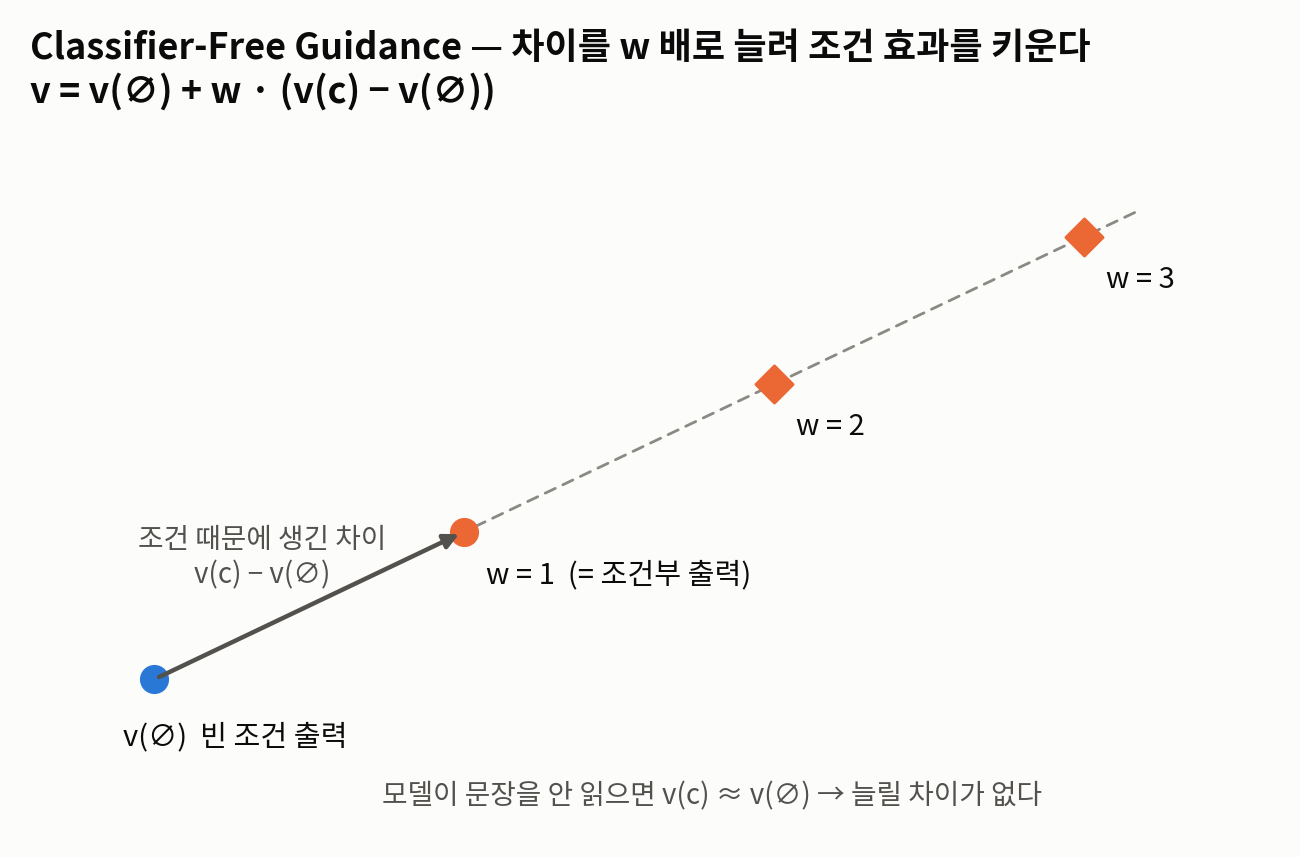 Classifier-Free Guidance — 차이를 w 배로 늘려 조건 효과를 키운다
v = v(∅) + w · (v(c) − v(∅))
w = 3
w = 2
조건 때문에 생긴 차이
v(c) − v(∅)
w = 1 (= 조건부 출력)
v(∅) 빈 조건 출력
모델이 문장을 안 읽으면 v(c) ≈ v(∅) → 늘릴 차이가 없다